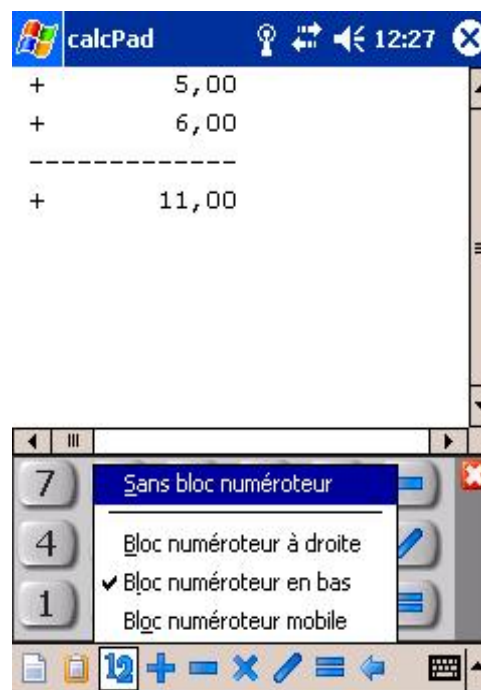 calcPad 12:27
+ 5,00
+ 6,00
-------------
+ 11,00
7
Sans bloc numéroteur
4
Bloc numéroteur à droite
Bloc numéroteur en bas
1
Bloc numéroteur mobile
12